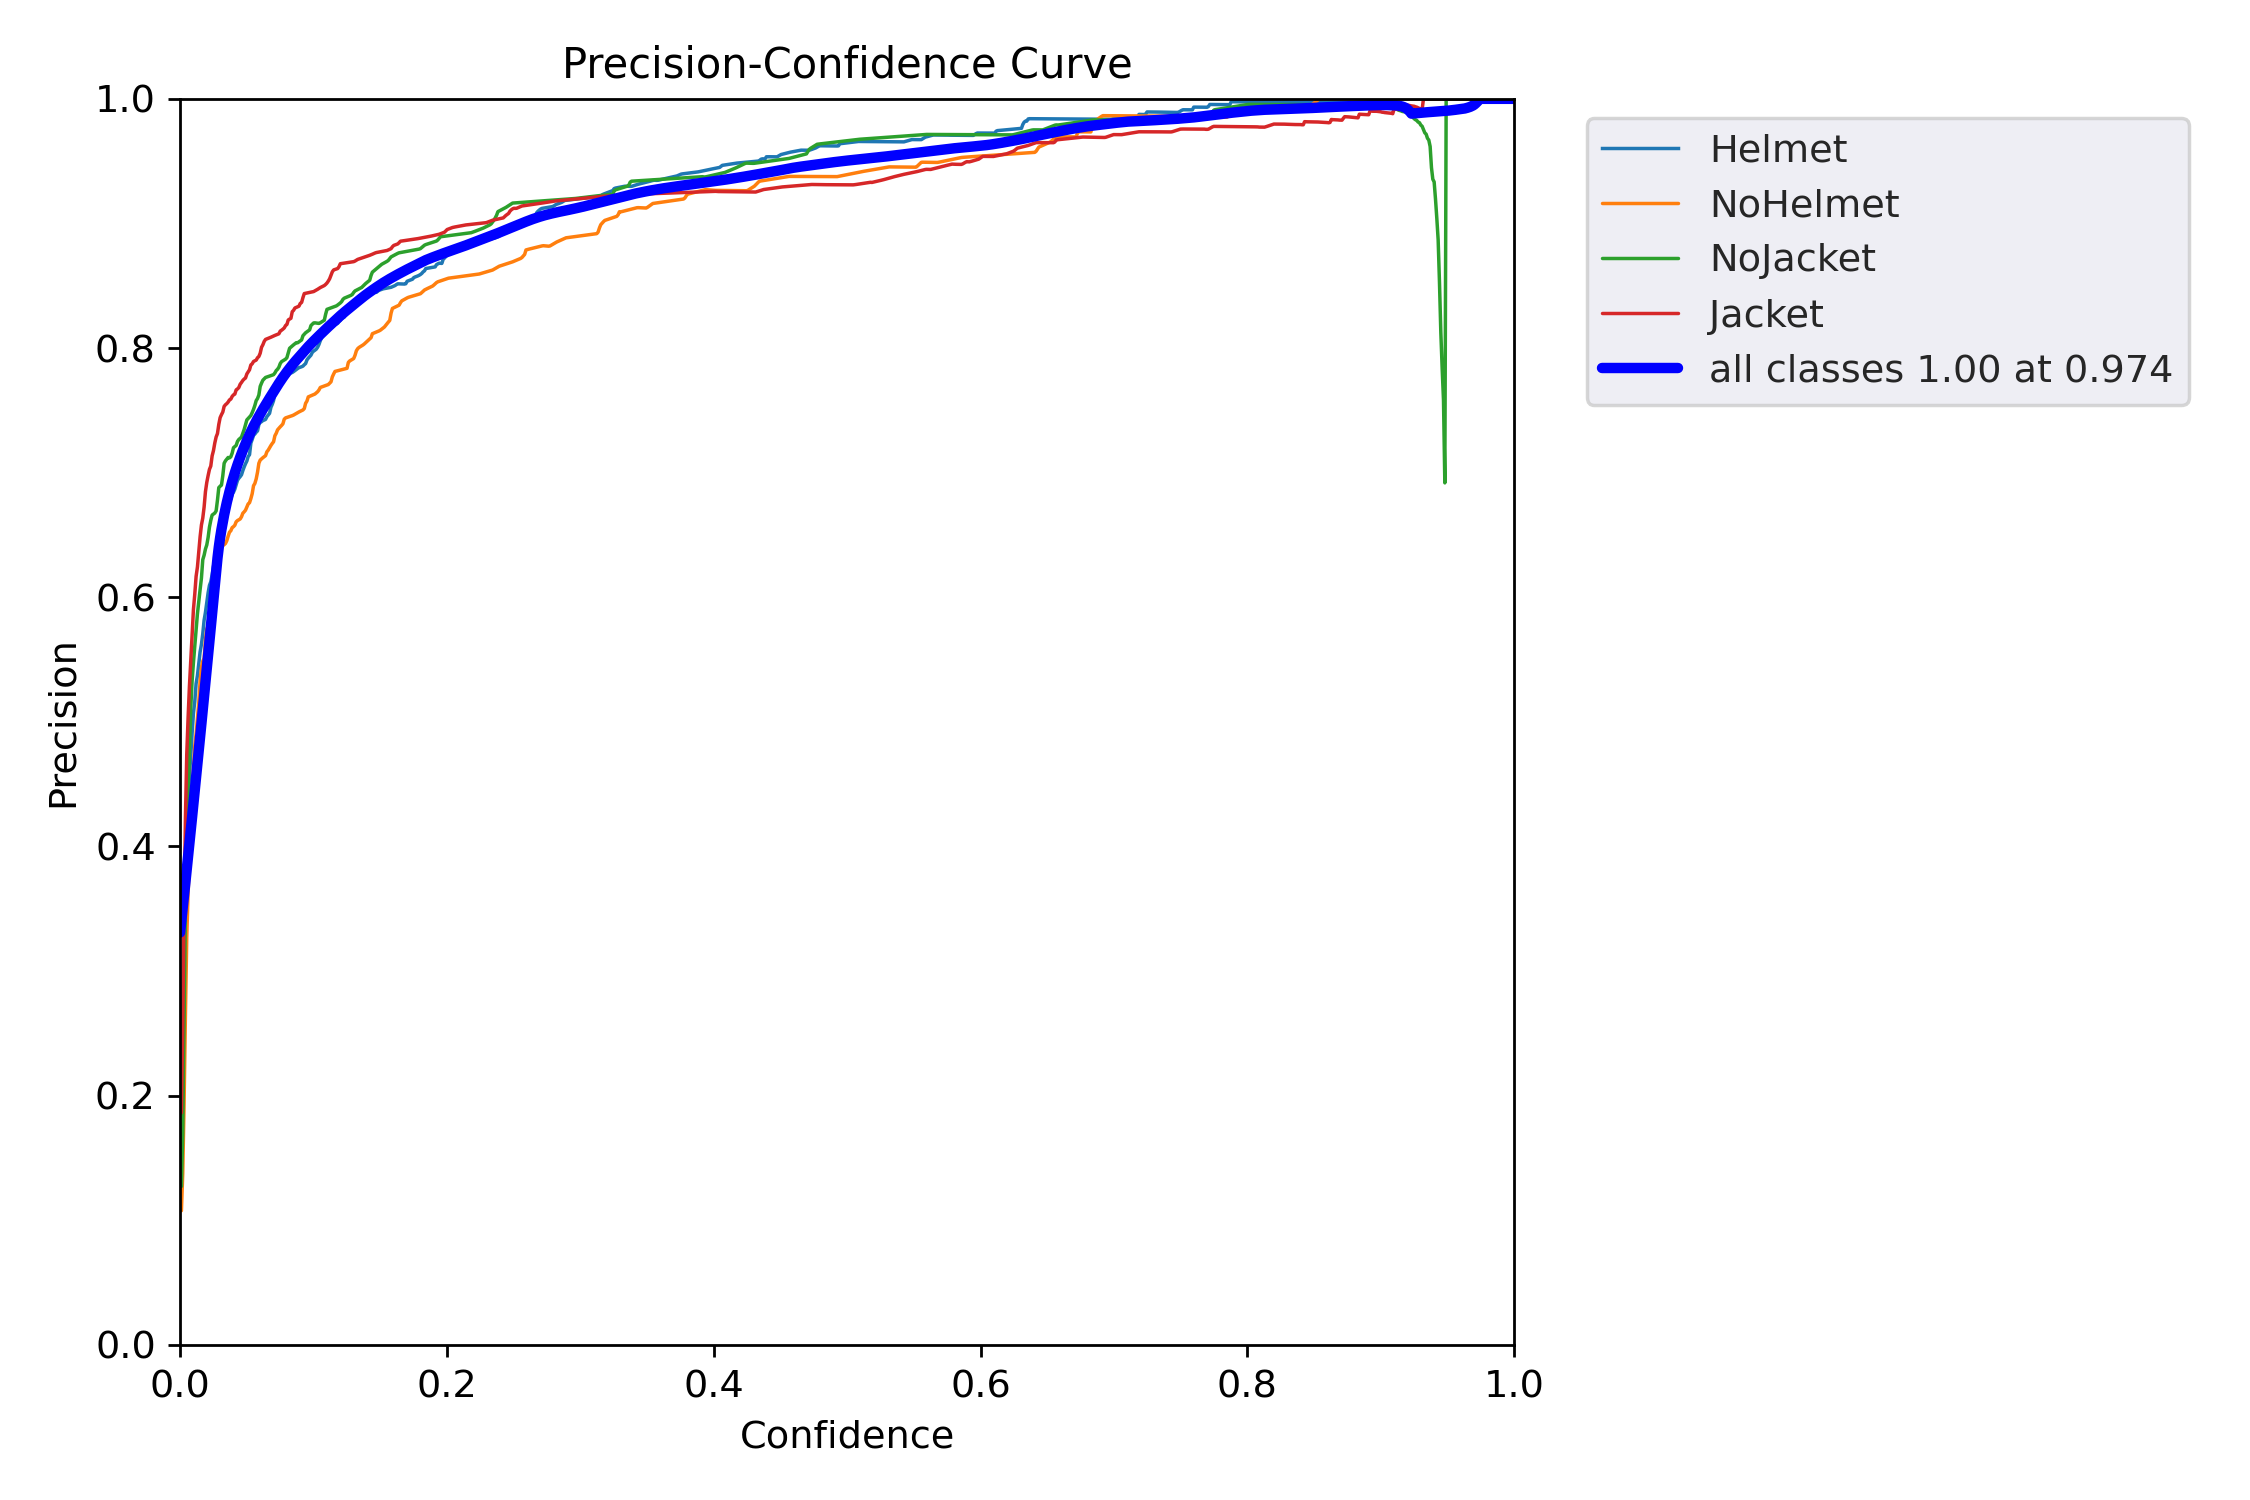 Precision-Confidence Curve
1.0
0.8
0.6
0.4
0.2
0.0
Precision
0.0 0.2 0.4 0.6 0.8 1.0
Confidence
Helmet
NoHelmet
NoJacket
Jacket
all classes 1.00 at 0.974